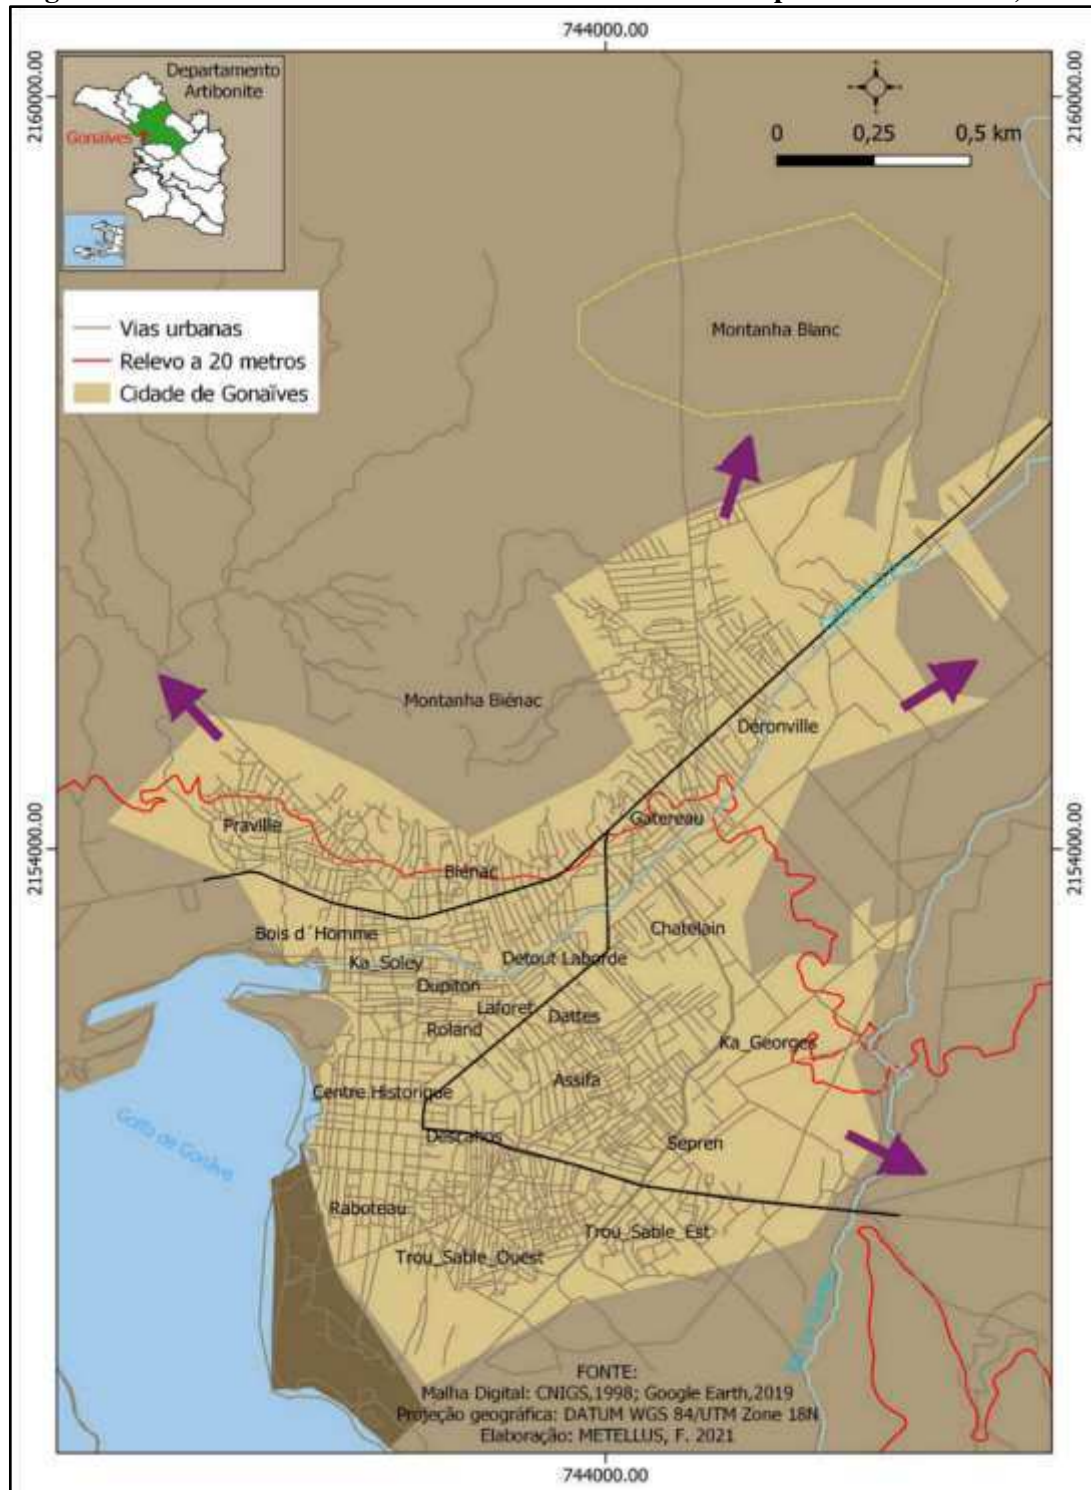 744000.00
2160000.00
2160000.00
Departamento
Artibonite
Gonaïves
0 0,25 0,5 km
Vias urbanas
Relevo a 20 metros
Cidade de Gonaïves
Montanha Blanc
Montanha Biénac
Déronville
Gatereau
Praville
2154000.00
2154000.00
Biénac
Chatelain
Bois d´Homme
Ka_Soley
Detout Laborde
Dupiton
Laforet
Dattes
Roland
Ka_Georges
Assifa
Centre Historique
Descahos
Sepren
Golfo de Gonâve
Raboteau
Trou_Sable_Est
Trou_Sable_Ouest
FONTE:
Malha Digital: CNIGS,1998; Google Earth,2019
Projeção geográfica: DATUM WGS 84/UTM Zone 18N
Elaboração: METELLUS, F. 2021
744000.00